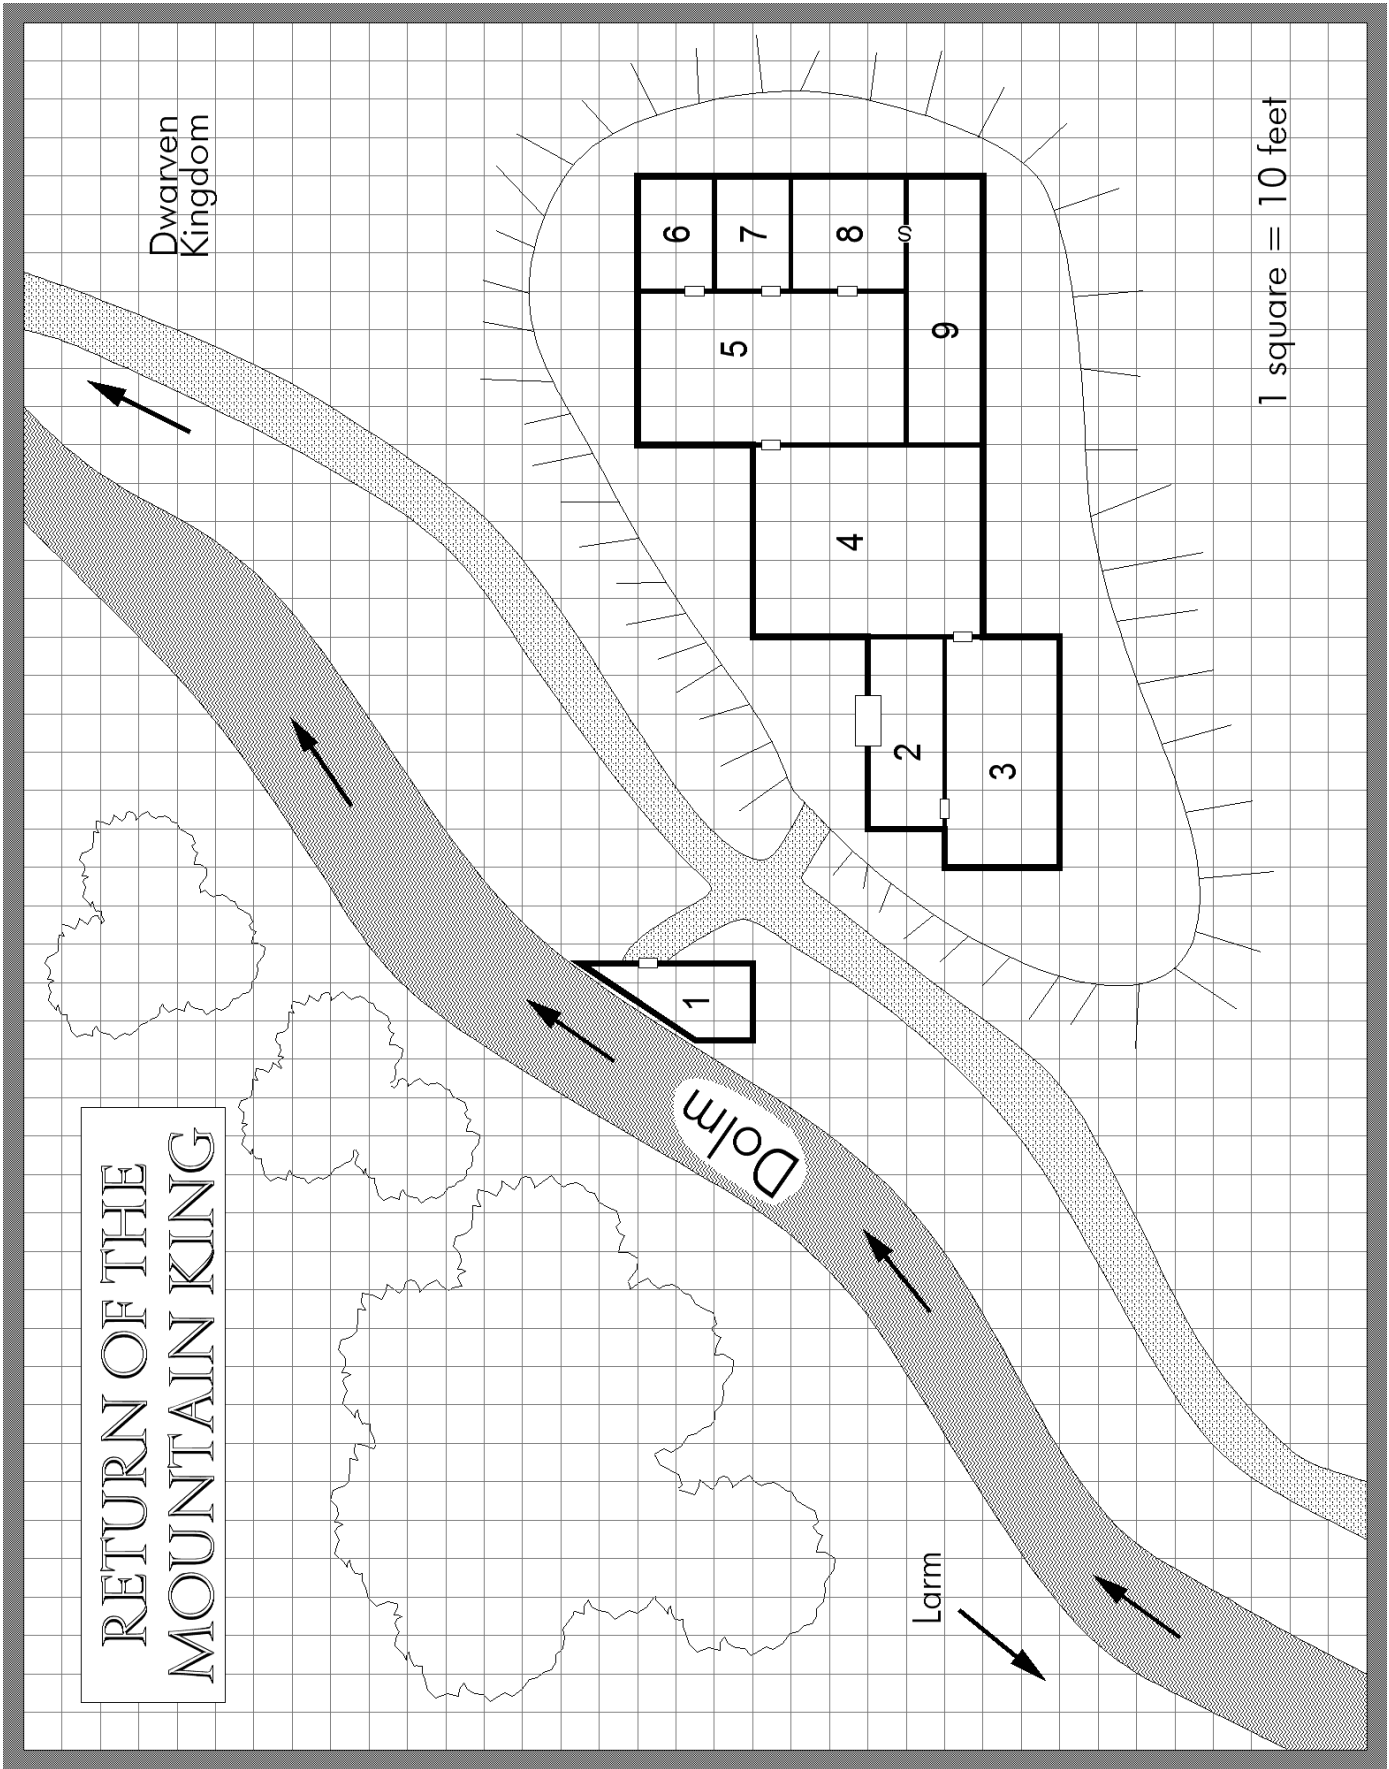 RETURN OF THE
MOUNTAIN KING
Dwarven
Kingdom
Larm
Dolm
1
2
3
4
5
6
7
8
S
9
1 square = 10 feet